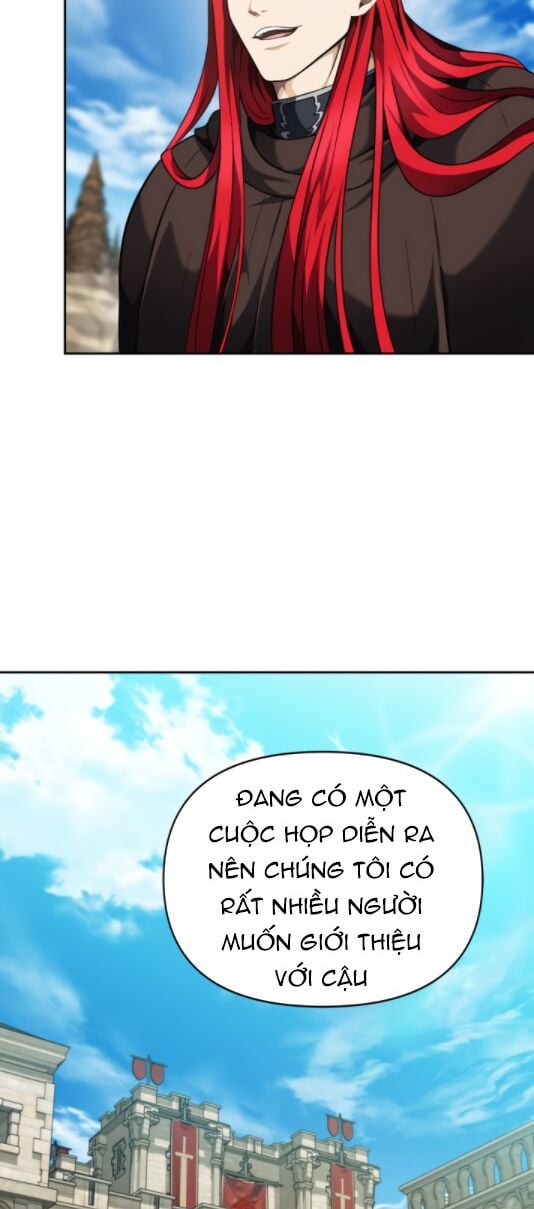 ĐANG CÓ MỘT
CUỘC HỌP DIỄN RA
NÊN CHÚNG TÔI CÓ
RẤT NHIỀU NGƯỜI
MUỐN GIỚI THIỆU
VỚI CẬU